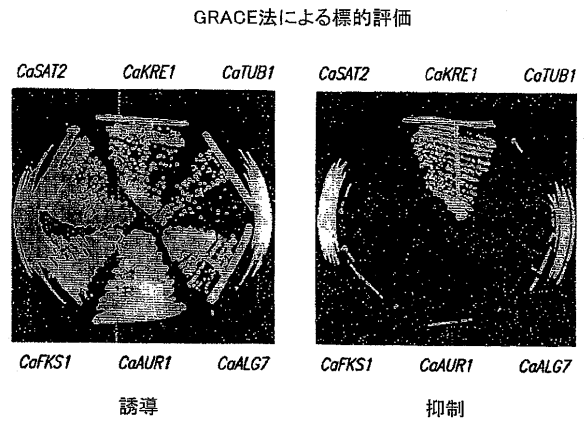 GRACE法による標的評価
CaSAT2 CaKRE1 CaTUB1 CaSAT2 CaKRE1 CaTUB1
CaFKS1 CaAUR1 CaALG7 CaFKS1 CaAUR1 CaALG7
誘導 抑制